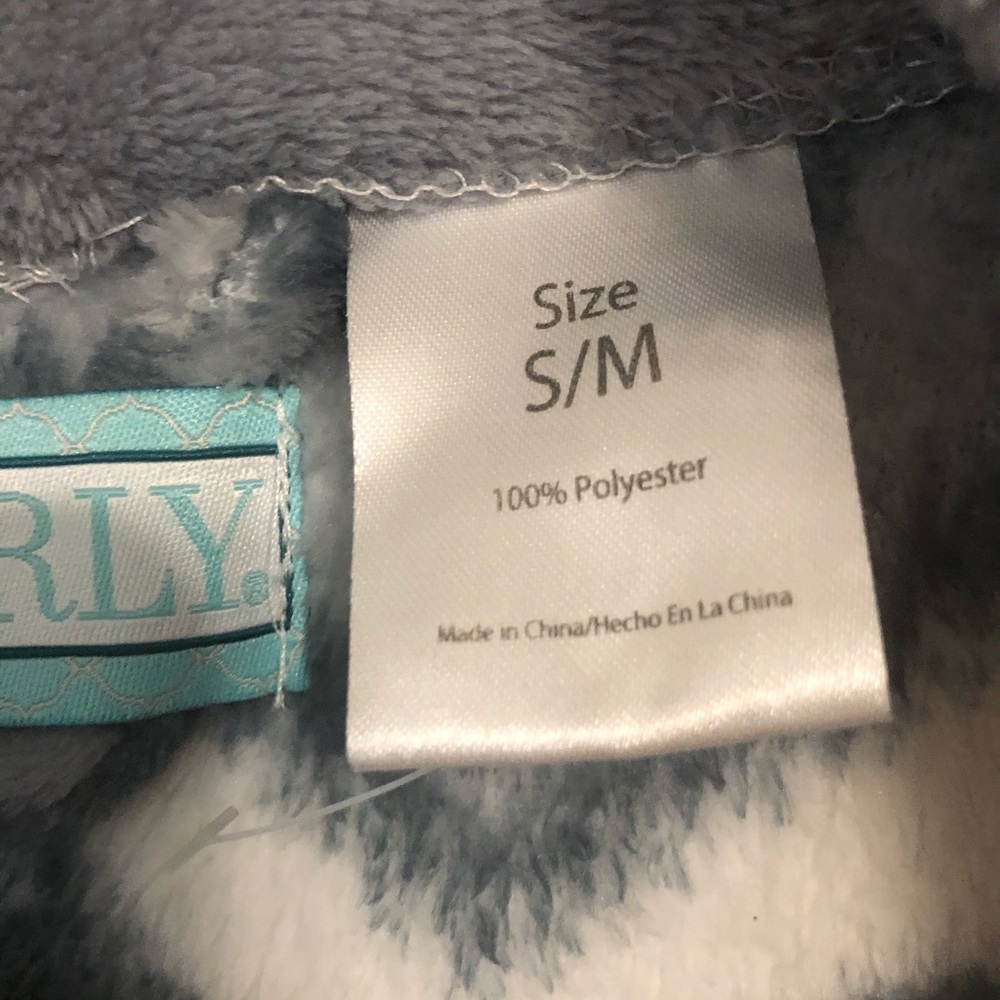 Size
S/M
100% Polyester
Made in China/Hecho En La China
RLY.